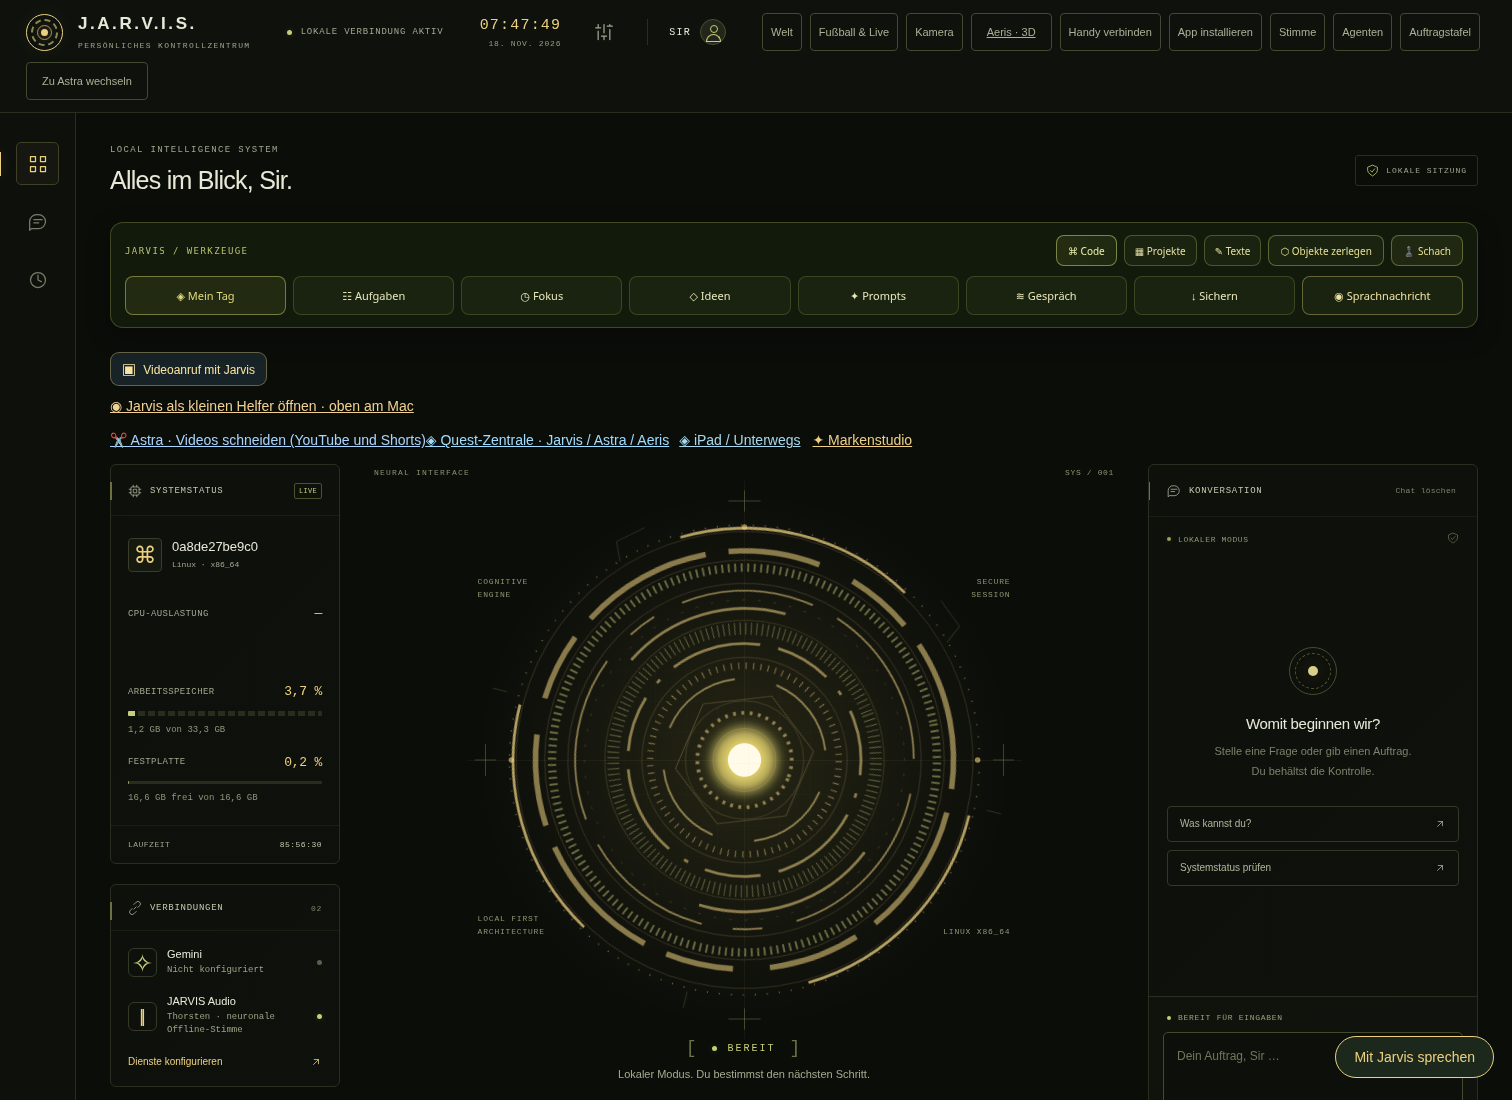 J.A.R.V.I.S.
PERSÖNLICHES KONTROLLZENTRUM
LOKALE VERBINDUNG AKTIV
07:47:49
18. NOV. 2026
SIR
Welt
Fußball & Live
Kamera
Aeris · 3D
Handy verbinden
App installieren
Stimme
Agenten
Auftragstafel
Zu Astra wechseln
LOCAL INTELLIGENCE SYSTEM
Alles im Blick, Sir.
LOKALE SITZUNG
JARVIS / WERKZEUGE
⌘ Code
▦ Projekte
✎ Texte
⬡ Objekte zerlegen
♟ Schach
◈ Mein Tag
☷ Aufgaben
◷ Fokus
◇ Ideen
✦ Prompts
≋ Gespräch
↓ Sichern
◉ Sprachnachricht
▣ Videoanruf mit Jarvis
◉ Jarvis als kleinen Helfer öffnen · oben am Mac
✂️ Astra · Videos schneiden (YouTube und Shorts)◈ Quest-Zentrale · Jarvis / Astra / Aeris ◈ iPad / Unterwegs ✦ Markenstudio
SYSTEMSTATUS
LIVE
⌘
0a8de27be9c0
Linux · x86_64
CPU-AUSLASTUNG
—
ARBEITSSPEICHER
3,7 %
1,2 GB von 33,3 GB
FESTPLATTE
0,2 %
16,6 GB frei von 16,6 GB
LAUFZEIT
85:56:30
VERBINDUNGEN
02
Gemini
Nicht konfiguriert
JARVIS Audio
Thorsten · neuronale
Offline-Stimme
Dienste konfigurieren
NEURAL INTERFACE
SYS / 001
COGNITIVE
ENGINE
SECURE
SESSION
LOCAL FIRST
ARCHITECTURE
LINUX X86_64
BEREIT
Lokaler Modus. Du bestimmst den nächsten Schritt.
KONVERSATION
Chat löschen
LOKALER MODUS
Womit beginnen wir?
Stelle eine Frage oder gib einen Auftrag.
Du behältst die Kontrolle.
Was kannst du?
Systemstatus prüfen
BEREIT FÜR EINGABEN
Dein Auftrag, Sir …
Mit Jarvis sprechen